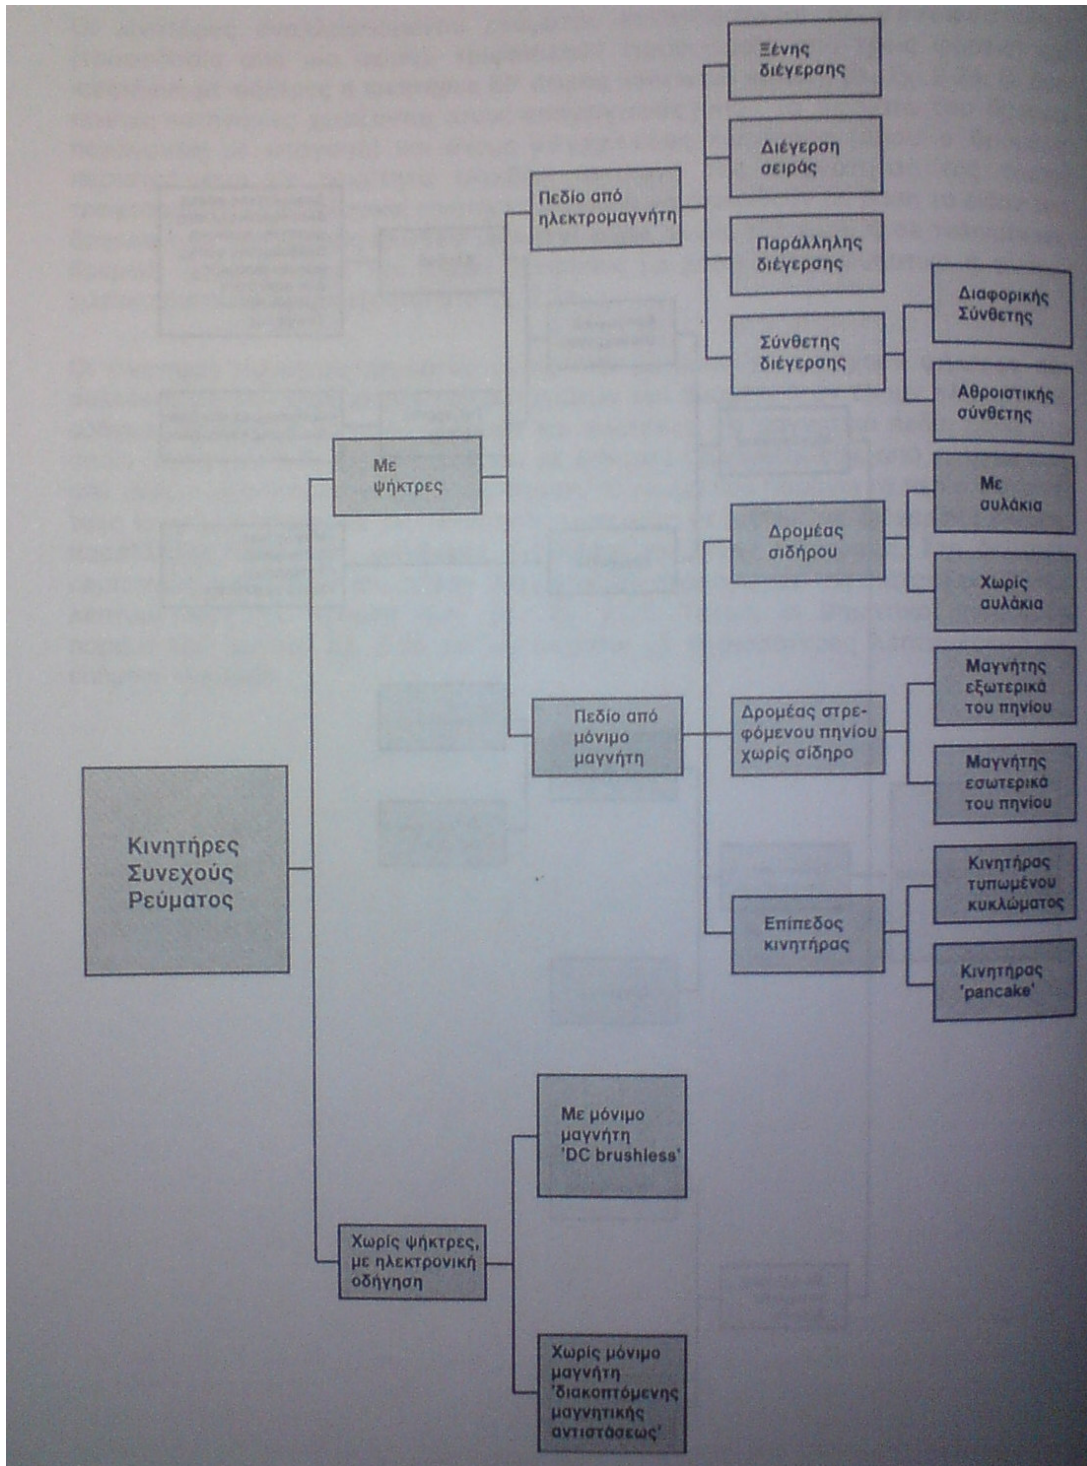 Κινητήρες
Συνεχούς
Ρεύματος
Με
ψήκτρες
Πεδίο από
ηλεκτρομαγνήτη
Ξένης
διέγερσης
Διέγερση
σειράς
Παράλληλης
διέγερσης
Σύνθετης
διέγερσης
Διαφορικής
Σύνθετης
Αθροιστικής
σύνθετης
Πεδίο από
μόνιμο
μαγνήτη
Δρομέας
σιδήρου
Με
αυλάκια
Χωρίς
αυλάκια
Δρομέας στρε-
φόμενου πηνίου
χωρίς σίδηρο
Μαγνήτης
εξωτερικά
του πηνίου
Μαγνήτης
εσωτερικά
του πηνίου
Επίπεδος
κινητήρας
Κινητήρας
τυπωμένου
κυκλώματος
Κινητήρας
'pancake'
Χωρίς ψήκτρες,
με ηλεκτρονική
οδήγηση
Με μόνιμο
μαγνήτη
'DC brushless'
Χωρίς μόνιμο
μαγνήτη
'διακοπτόμενης
μαγνητικής
αντιστάσεως'